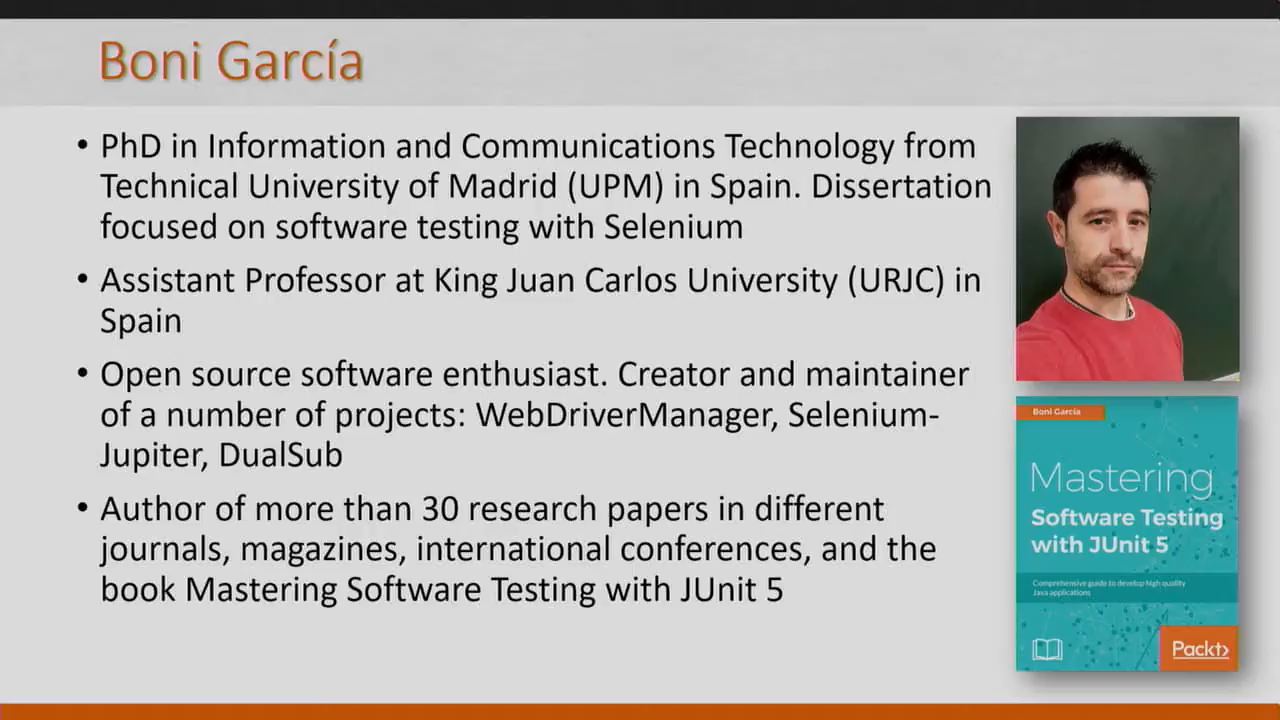 Boni García
• PhD in Information and Communications Technology from
Technical University of Madrid (UPM) in Spain. Dissertation
focused on software testing with Selenium
• Assistant Professor at King Juan Carlos University (URJC) in
Spain
• Open source software enthusiast. Creator and maintainer
of a number of projects: WebDriverManager, Selenium-
Jupiter, DualSub
• Author of more than 30 research papers in different
journals, magazines, international conferences, and the
book Mastering Software Testing with JUnit 5
Boni García
Mastering
Software Testing
with JUnit 5
Comprehensive guide to develop high quality
Java applications
Packt>